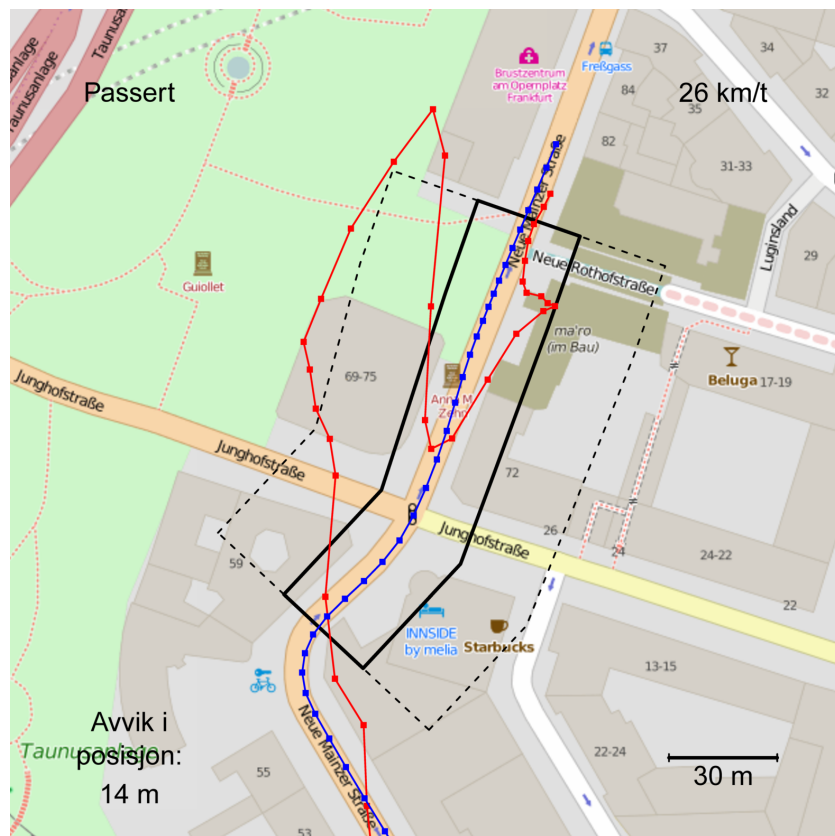 Taunusanlage
Taunusanlage
Passert
26 km/t
Brustzentrum
am Opernplatz
Frankfurt
Freßgass
37
34
84
35
32
82
31-33
Neue Mainzer Straße
Luginsland
29
Guiollet
Neue Rothofstraße
ma'ro
(im Bau)
69-75
Beluga
17-19
Junghofstraße
Junghofstraße
72
Junghofstraße
26
24
24-22
59
22
INNSIDE
by melia
Starbucks
13-15
Neue Mainzer Straße
Avvik i
posisjon:
14 m
Taunusanlage
55
53
22-24
30 m